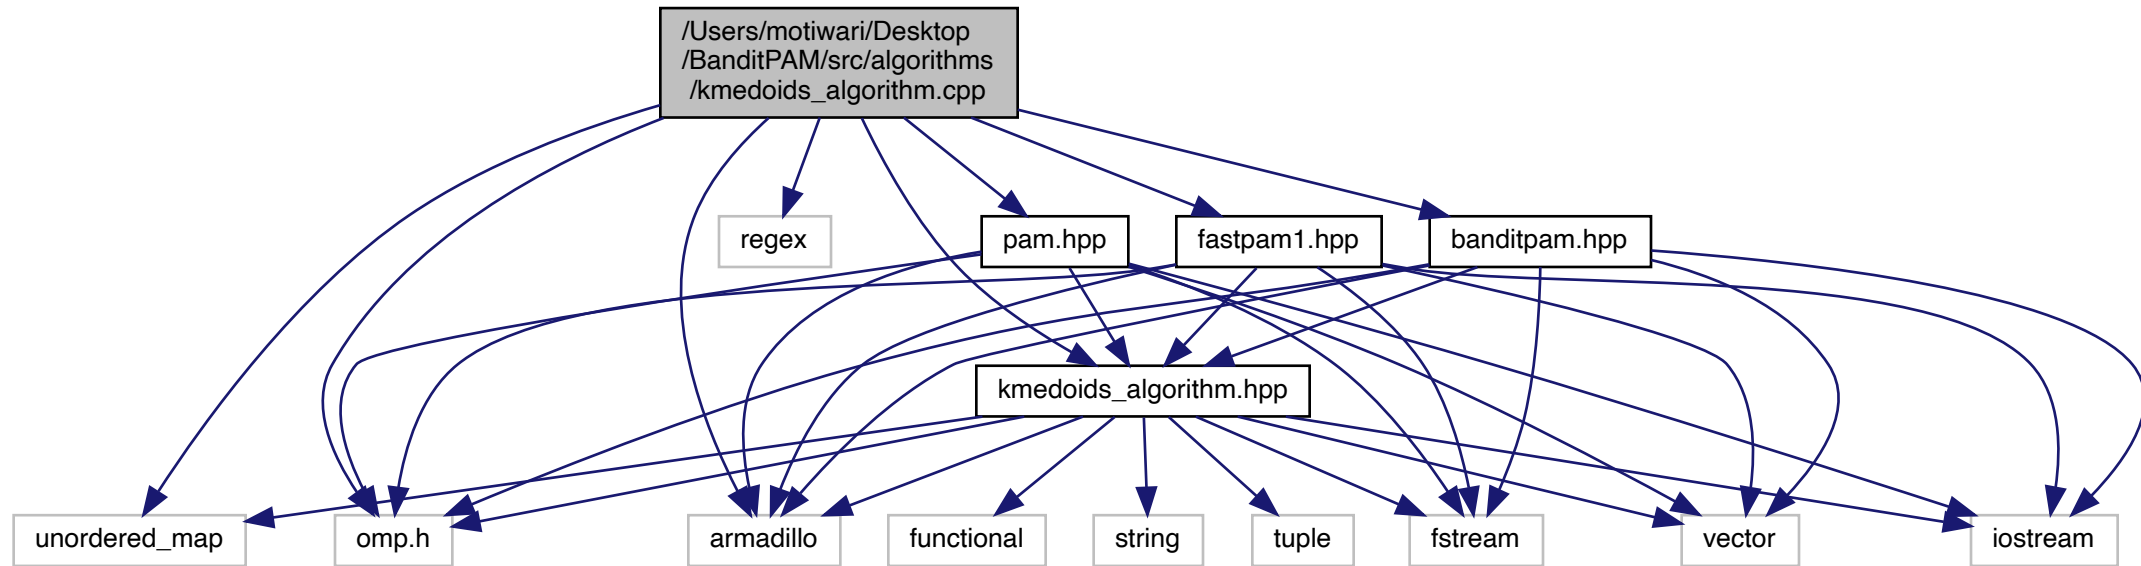 /Users/motiwari/Desktop
/BanditPAM/src/algorithms
/kmedoids_algorithm.cpp
regex
pam.hpp
fastpam1.hpp
banditpam.hpp
kmedoids_algorithm.hpp
unordered_map
omp.h
armadillo
functional
string
tuple
fstream
vector
iostream